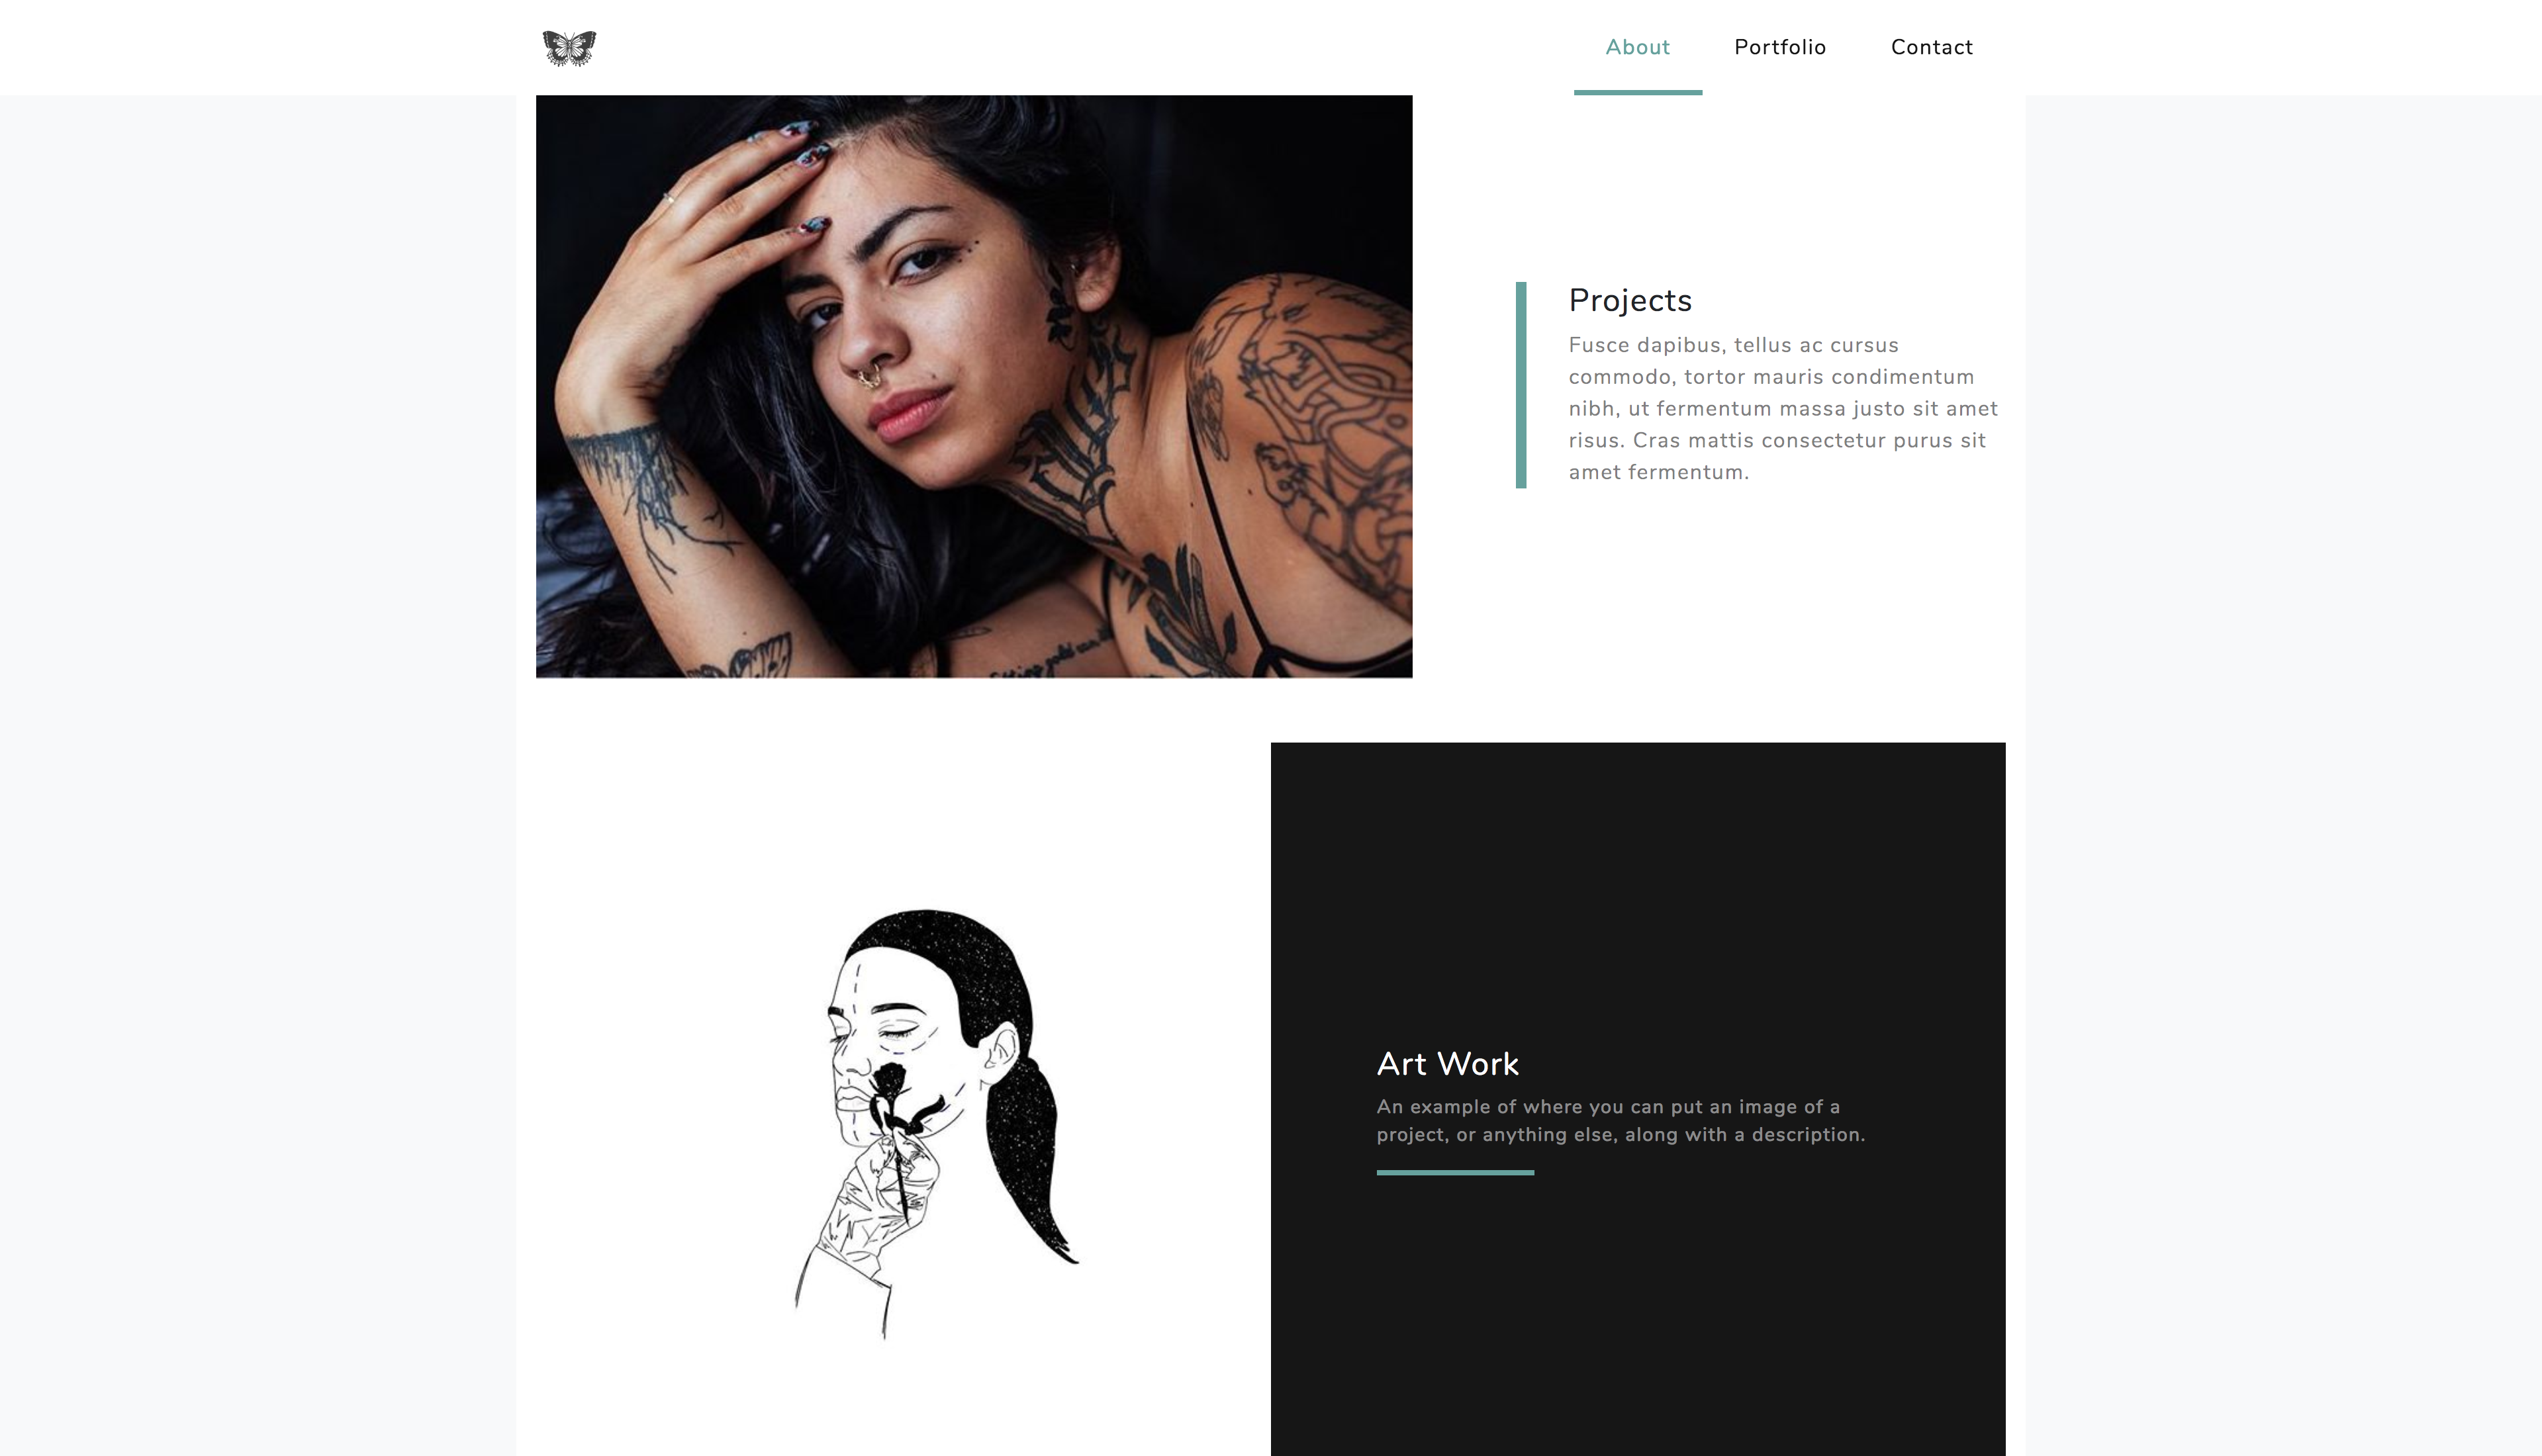 About
Portfolio
Contact
Projects
Fusce dapibus, tellus ac cursus
commodo, tortor mauris condimentum
nibh, ut fermentum massa justo sit amet
risus. Cras mattis consectetur purus sit
amet fermentum.
Art Work
An example of where you can put an image of a
project, or anything else, along with a description.